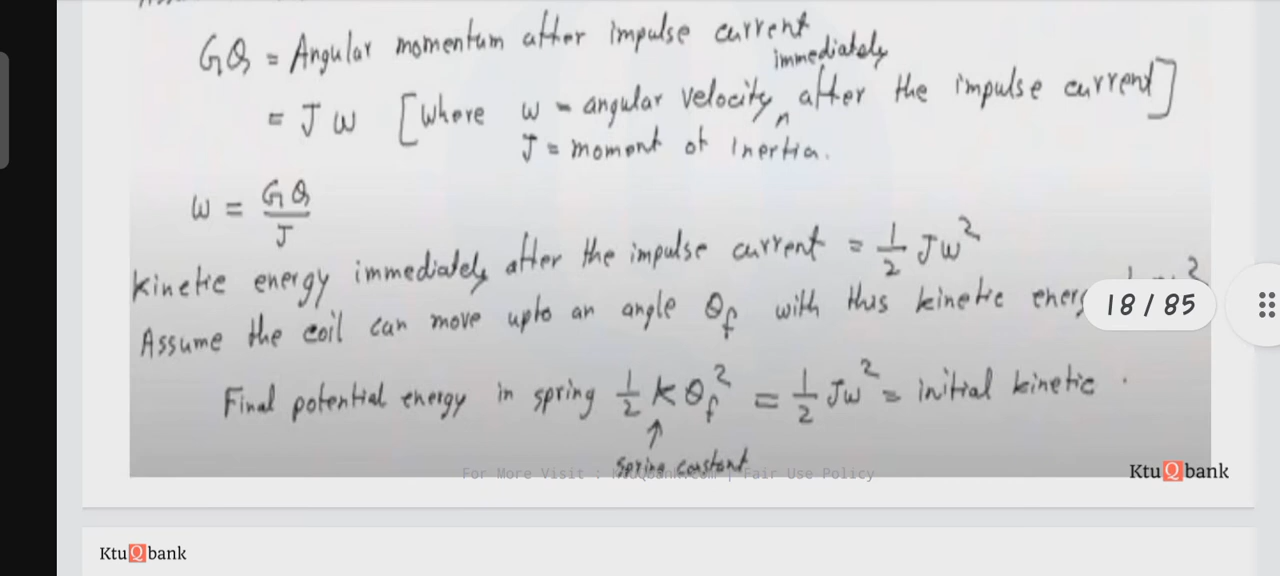 GQ = Angular momentum after impulse current
immediately
= Jω [Where ω = angular velocity after the impulse current]
J = moment of Inertia.
ω = GQ / J
Kinetic energy immediately after the impulse current = 1/2 Jω²
Assume the coil can move upto an angle θf with this kinetic energ
18 / 85
Final potential energy in spring 1/2 Kθf² = 1/2 Jω² = initial kinetic.
↑
Spring constant
For More Visit : | Fair Use Policy
KtuQbank
KtuQbank